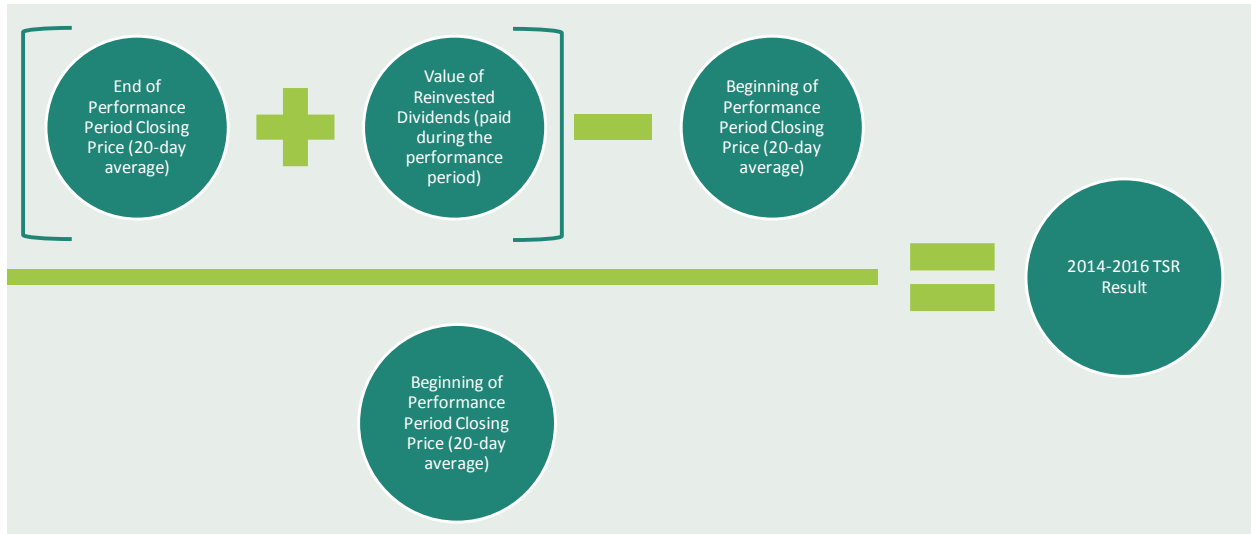 End of
Performance
Period Closing
Price (20-day
average)
Value of
Reinvested
Dividends (paid
during the
performance
period)
Beginning of
Performance
Period Closing
Price (20-day
average)
2014-2016 TSR
Result
Beginning of
Performance
Period Closing
Price (20-day
average)